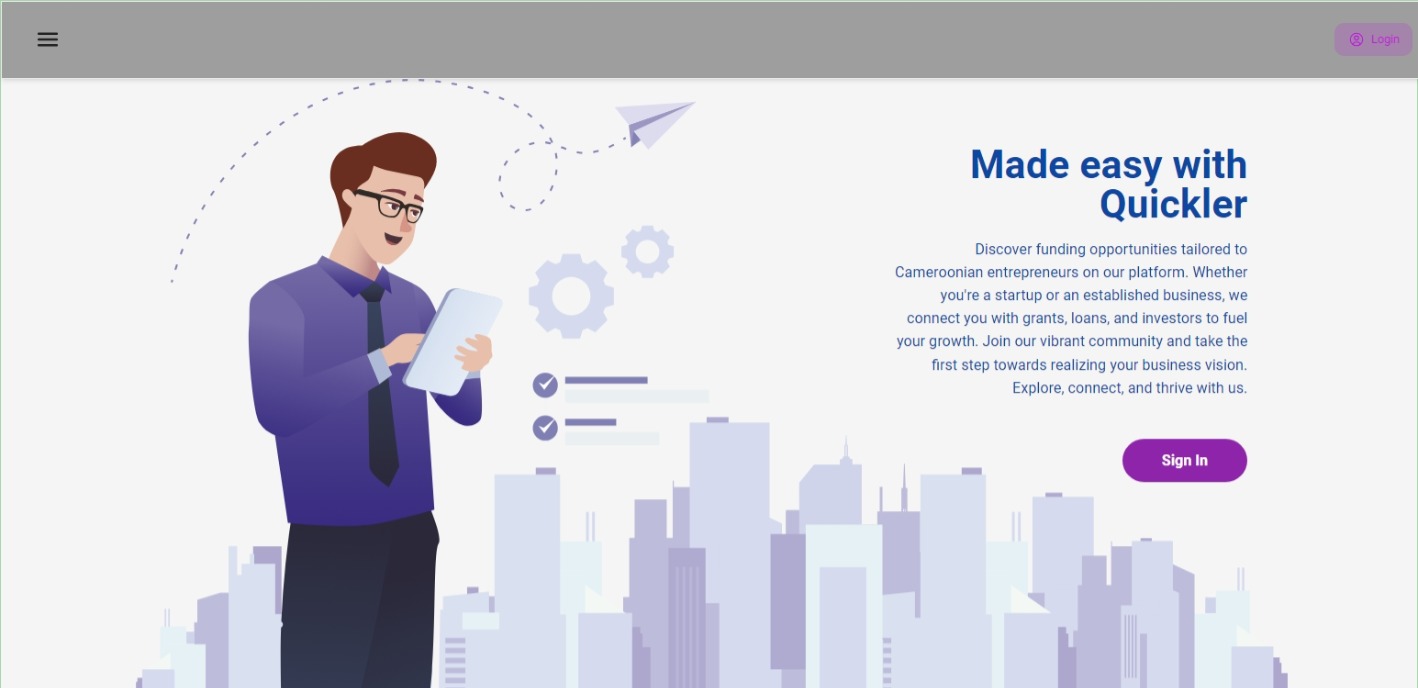 Login
Made easy with
Quickler
Discover funding opportunities tailored to
Cameroonian entrepreneurs on our platform. Whether
you're a startup or an established business, we
connect you with grants, loans, and investors to fuel
your growth. Join our vibrant community and take the
first step towards realizing your business vision.
Explore, connect, and thrive with us.
Sign In